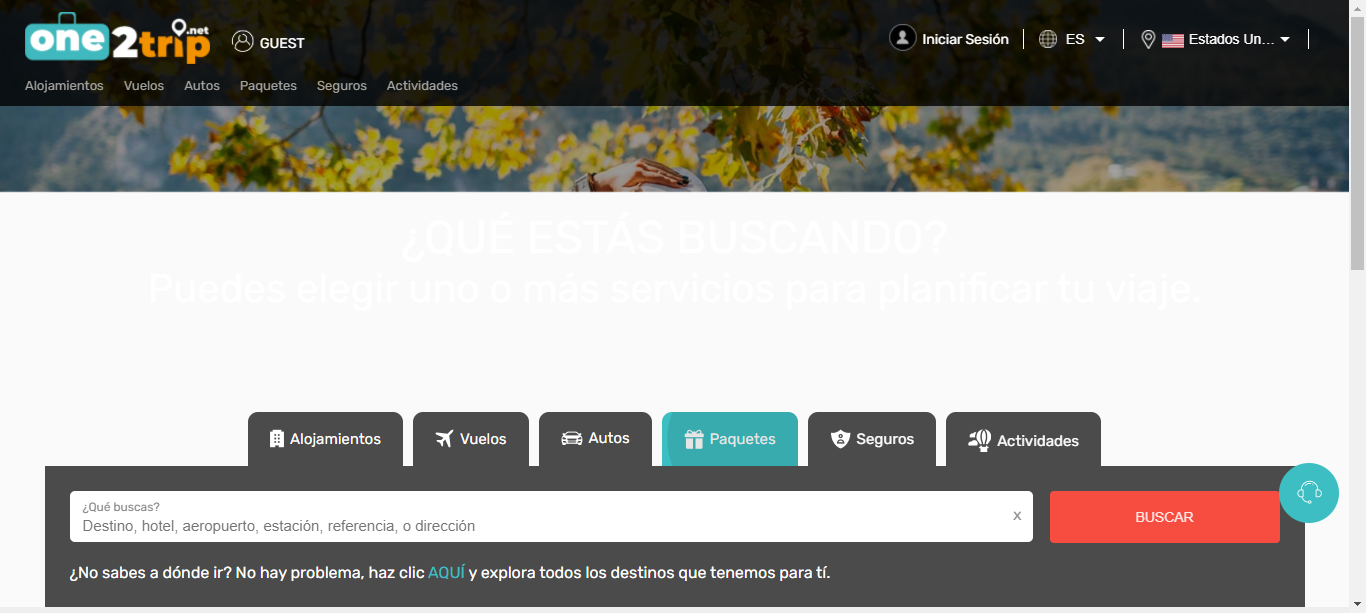 one2trip.net
GUEST
Iniciar Sesión
ES
Estados Un...
Alojamientos Vuelos Autos Paquetes Seguros Actividades
¿QUÉ ESTÁS BUSCANDO?
Puedes elegir uno o más servicios para planificar tu viaje.
Alojamientos Vuelos Autos Paquetes Seguros Actividades
¿Qué buscas?
Destino, hotel, aeropuerto, estación, referencia, o dirección
x
BUSCAR
¿No sabes a dónde ir? No hay problema, haz clic AQUÍ y explora todos los destinos que tenemos para tí.